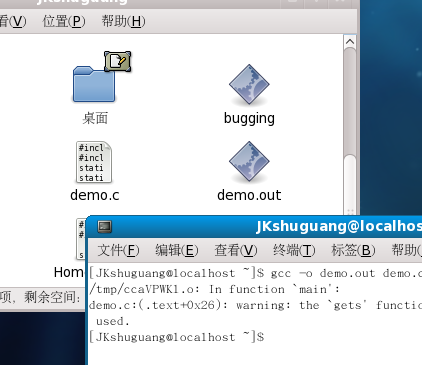 JKshuguang
看(V) 位置(P) 帮助(H)
桌面
bugging
#incl
#incl
stati
stati
demo.c
demo.out
#
#
Hom
项，剩余空间:
JKshuguang@localhos
文件(F) 编辑(E) 查看(V) 终端(T) 标签(B) 帮助
[JKshuguang@localhost ~]$ gcc -o demo.out demo.c
/tmp/ccaVPWK1.o: In function `main':
demo.c:(.text+0x26): warning: the `gets' functio
used.
[JKshuguang@localhost ~]$